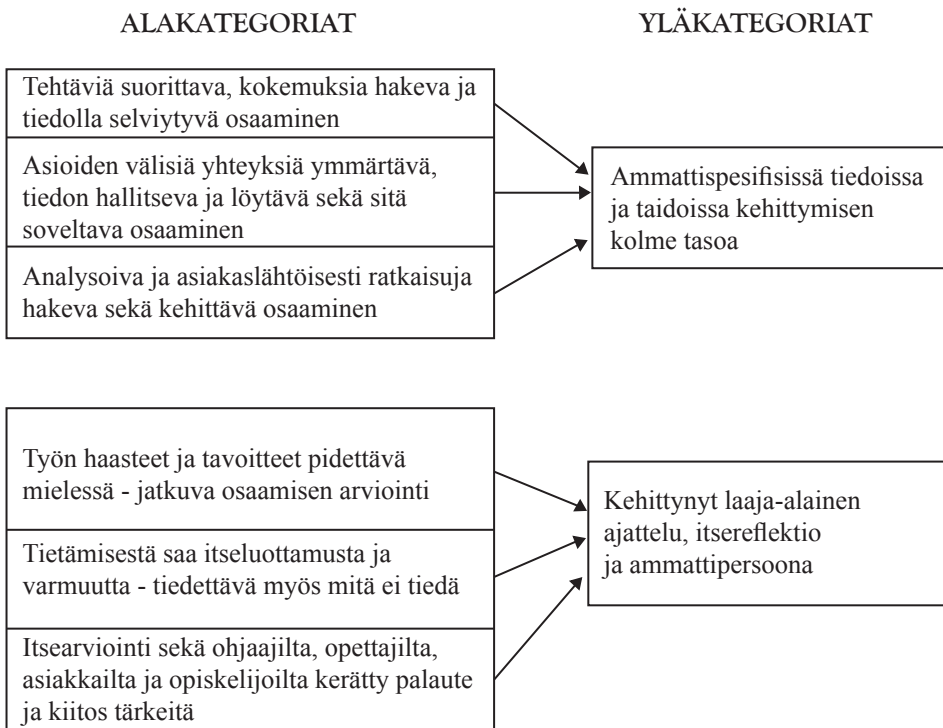 ALAKATEGORIAT
YLÄKATEGORIAT
Tehtäviä suorittava, kokemuksia hakeva ja
tiedolla selviytyvä osaaminen
Asioiden välisiä yhteyksiä ymmärtävä,
tiedon hallitseva ja löytävä sekä sitä
soveltava osaaminen
Analysoiva ja asiakaslähtöisesti ratkaisuja
hakeva sekä kehittävä osaaminen
Ammattispesifisissä tiedoissa
ja taidoissa kehittymisen
kolme tasoa
Työn haasteet ja tavoitteet pidettävä
mielessä - jatkuva osaamisen arviointi
Tietämisestä saa itseluottamusta ja
varmuutta - tiedettävä myös mitä ei tiedä
Itsearviointi sekä ohjaajilta, opettajilta,
asiakkailta ja opiskelijoilta kerätty palaute
ja kiitos tärkeitä
Kehittynyt laaja-alainen
ajattelu, itsereflektio
ja ammattipersoona